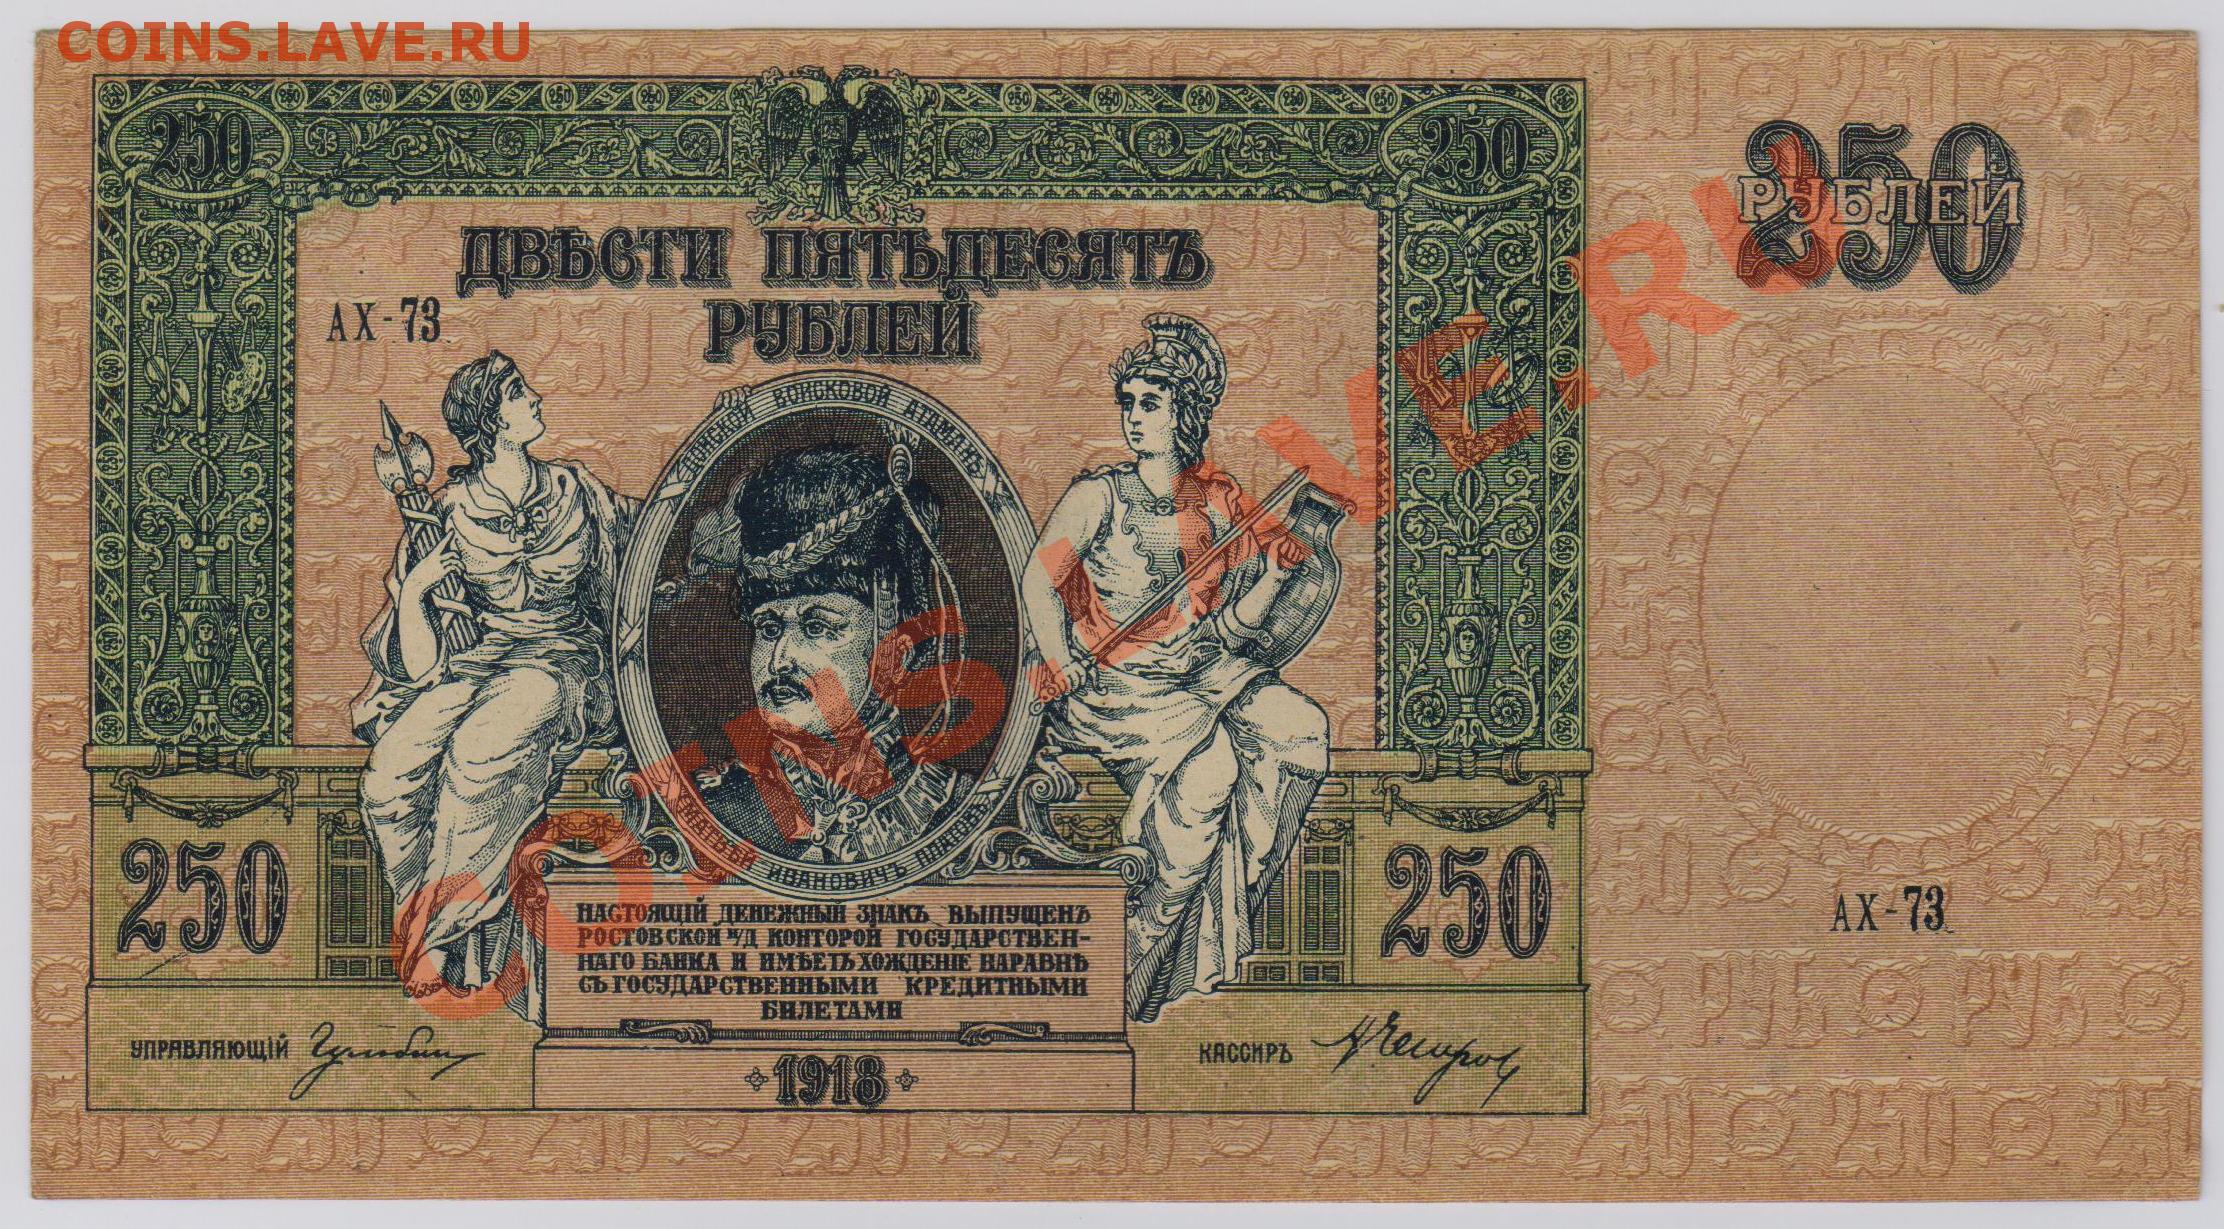 COINS.LAVE.RU
250
250
250 РУБЛЕЙ
ДВѢСТИ ПЯТЬДЕСЯТЪ
РУБЛЕЙ
АХ-73
ДОНСКОЙ ВОЙСКОВОЙ АТАМАНЪ
МАТВѢЙ ИВАНОВИЧЪ ПЛАТОВЪ
250
250
АХ-73
НАСТОЯЩІЙ ДЕНЕЖНЫЙ ЗНАКЪ ВЫПУЩЕНЪ
РОСТОВСКОЙ Н/Д КОНТОРОЙ ГОСУДАРСТВЕН-
НАГО БАНКА И ИМѢЕТЬ ХОЖДЕНІЕ НАРАВНѢ
СЪ ГОСУДАРСТВЕННЫМИ КРЕДИТНЫМИ
БИЛЕТАМИ
УПРАВЛЯЮЩІЙ
КАССИРЪ
1918
COINS.LAVE.RU